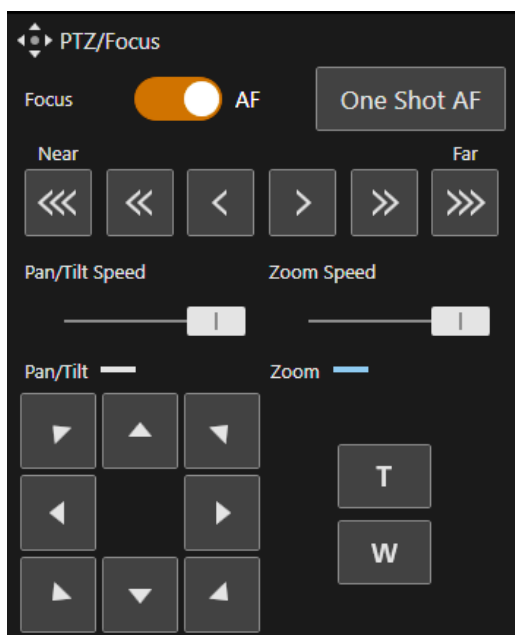 PTZ/Focus
Focus AF One Shot AF
Near Far
Pan/Tilt Speed Zoom Speed
Pan/Tilt Zoom
T
W